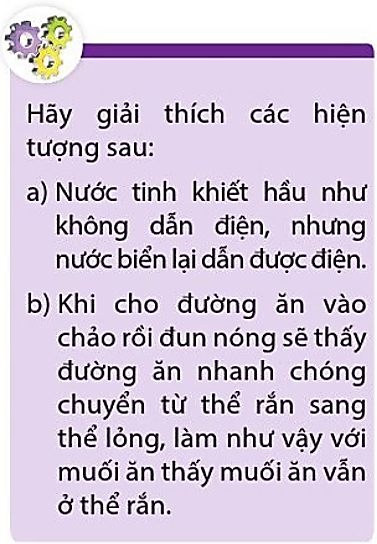 Hãy giải thích các hiện
tượng sau:
a) Nước tinh khiết hầu như
không dẫn điện, nhưng
nước biển lại dẫn được điện.
b) Khi cho đường ăn vào
chảo rồi đun nóng sẽ thấy
đường ăn nhanh chóng
chuyển từ thể rắn sang
thể lỏng, làm như vậy với
muối ăn thấy muối ăn vẫn
ở thể rắn.